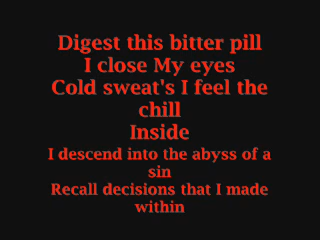 Digest this bitter pill
I close My eyes
Cold sweat's I feel the
chill
Inside
I descend into the abyss of a
sin
Recall decisions that I made
within